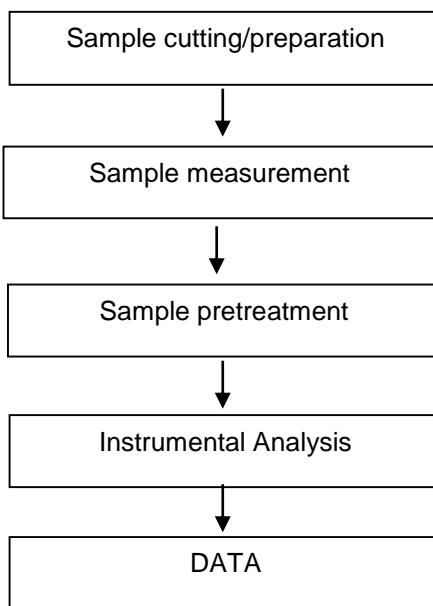 Sample cutting/preparation
Sample measurement
Sample pretreatment
Instrumental Analysis
DATA